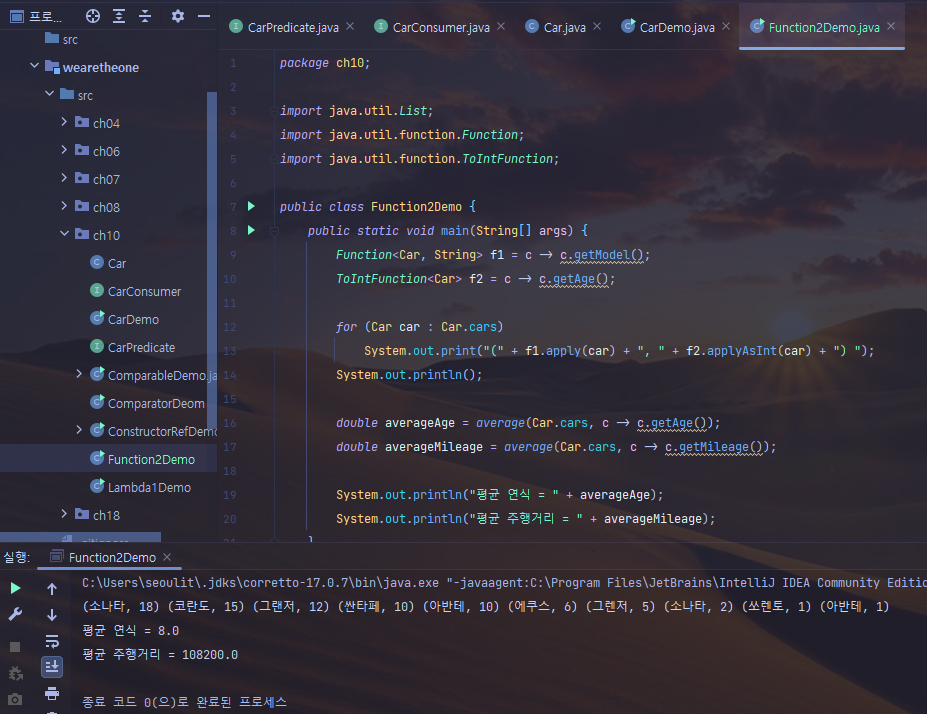 프로...
CarPredicate.java
CarConsumer.java
Car.java
CarDemo.java
Function2Demo.java
src
wearetheone
src
ch04
ch06
ch07
ch08
ch10
Car
CarConsumer
CarDemo
CarPredicate
ComparableDemo.ja
ComparatorDeom
ConstructorRefDemo
Function2Demo
Lambda1Demo
ch18
1 package ch10;
2
3 import java.util.List;
4 import java.util.function.Function;
5 import java.util.function.ToIntFunction;
6
7 public class Function2Demo {
8 public static void main(String[] args) {
9 Function<Car, String> f1 = c -> c.getModel();
10 ToIntFunction<Car> f2 = c -> c.getAge();
11
12 for (Car car : Car.cars)
13 System.out.print("(" + f1.apply(car) + ", " + f2.applyAsInt(car) + ") ");
14 System.out.println();
15
16 double averageAge = average(Car.cars, c -> c.getAge());
17 double averageMileage = average(Car.cars, c -> c.getMileage());
18
19 System.out.println("평균 연식 = " + averageAge);
20 System.out.println("평균 주행거리 = " + averageMileage);
실행:
Function2Demo
C:\Users\seoulit\.jdks\corretto-17.0.7\bin\java.exe "-javaagent:C:\Program Files\JetBrains\IntelliJ IDEA Community Editio
(소나타, 18) (코란도, 15) (그랜저, 12) (싼타페, 10) (아반테, 10) (에쿠스, 6) (그렌저, 5) (소나타, 2) (쏘렌토, 1) (아반테, 1)
평균 연식 = 8.0
평균 주행거리 = 108200.0
종료 코드 0(으)로 완료된 프로세스